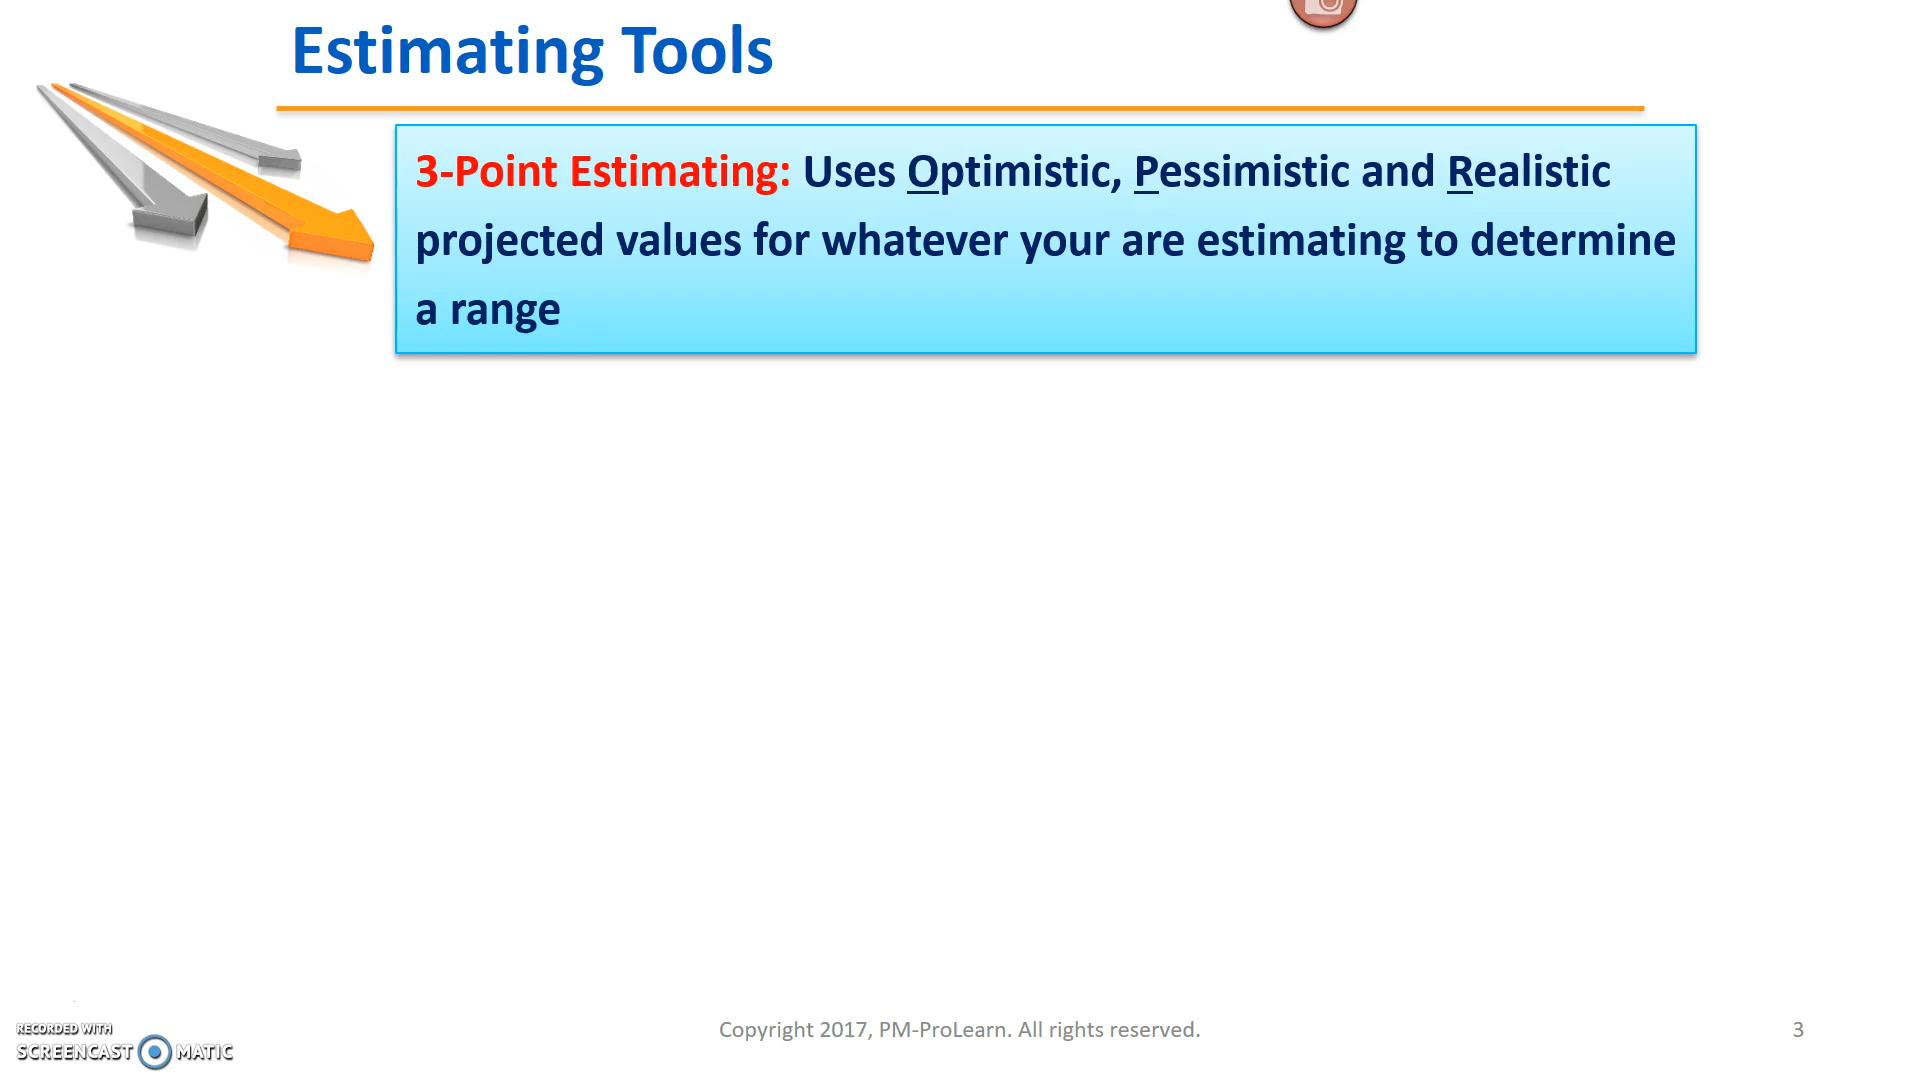 Estimating Tools
3-Point Estimating: Uses Optimistic, Pessimistic and Realistic
projected values for whatever your are estimating to determine
a range
RECORDED WITH
SCREENCAST MATIC
Copyright 2017, PM-ProLearn. All rights reserved.
3